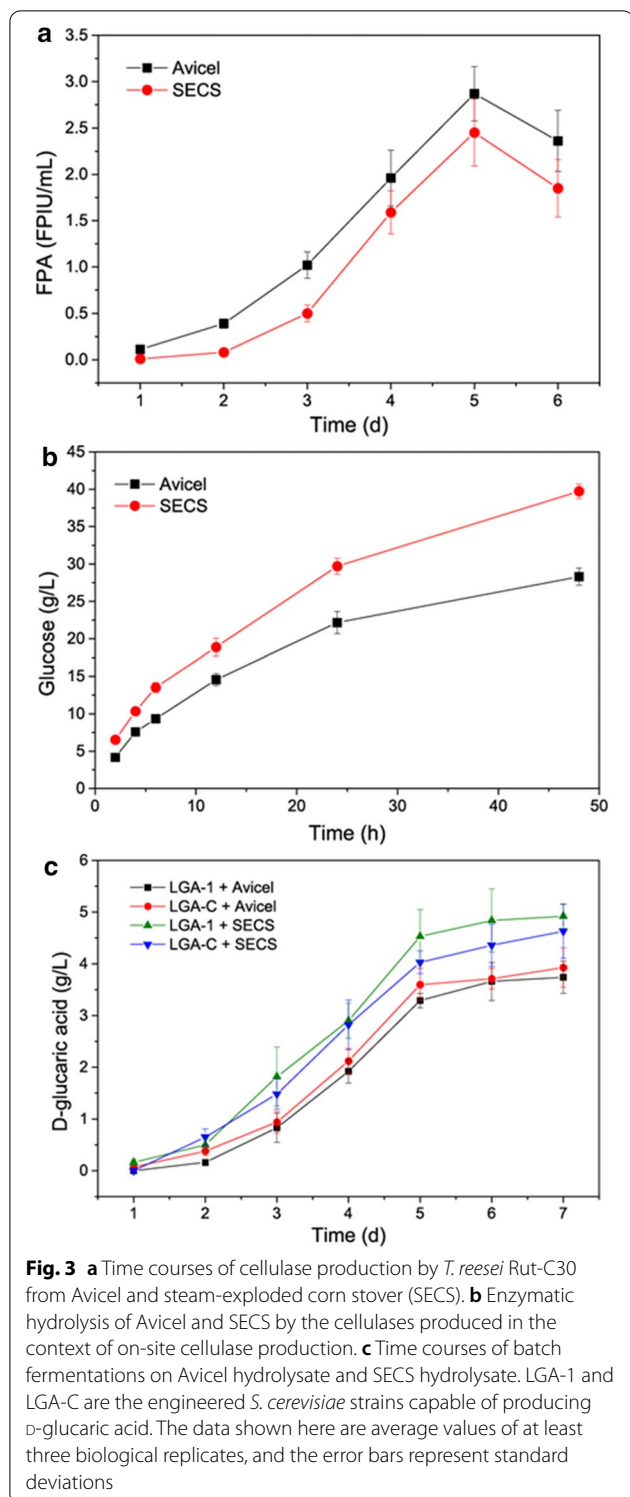 a
3.5
3.0
2.5
2.0
1.5
1.0
0.5
0.0
FPA (FPIU/mL)
Avicel
SECS
1 2 3 4 5 6
Time (d)
b
45
40
35
30
25
20
15
10
5
0
Glucose (g/L)
Avicel
SECS
0 10 20 30 40 50
Time (h)
c
6
5
4
3
2
1
0
D-glucaric acid (g/L)
LGA-1 + Avicel
LGA-C + Avicel
LGA-1 + SECS
LGA-C + SECS
1 2 3 4 5 6 7
Time (d)
Fig. 3 a Time courses of cellulase production by T. reesei Rut-C30
from Avicel and steam-exploded corn stover (SECS). b Enzymatic
hydrolysis of Avicel and SECS by the cellulases produced in the
context of on-site cellulase production. c Time courses of batch
fermentations on Avicel hydrolysate and SECS hydrolysate. LGA-1 and
LGA-C are the engineered S. cerevisiae strains capable of producing
D-glucaric acid. The data shown here are average values of at least
three biological replicates, and the error bars represent standard
deviations